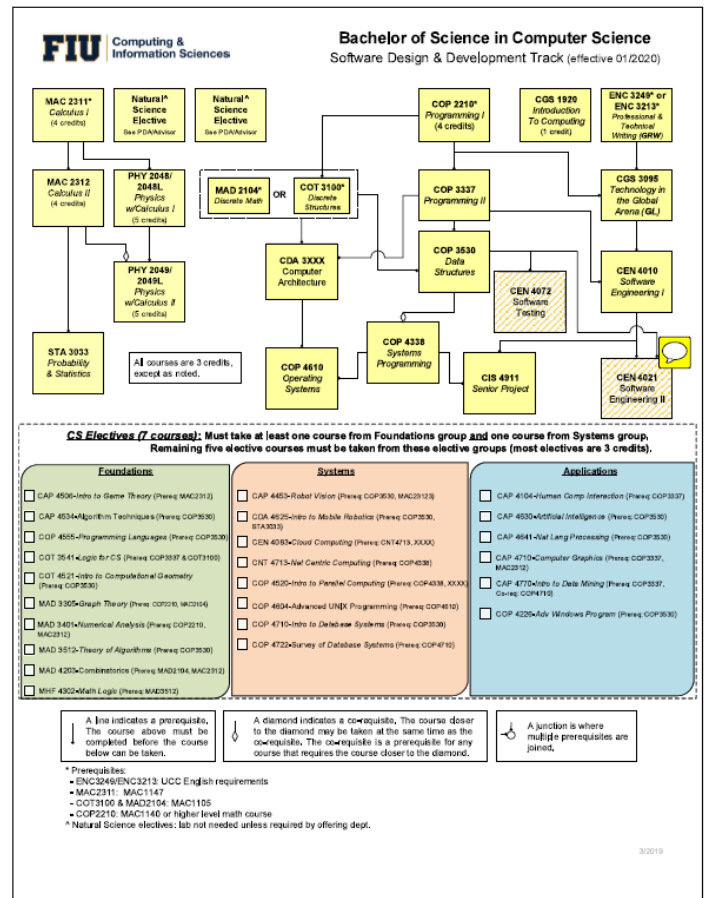 FIU Computing &
Information Sciences
Bachelor of Science in Computer Science
Software Design & Development Track (effective 01/2020)
MAC 2311*
Calculus I
(4 credits)
Natural^
Science
Elective
See PDA/Advisor
Natural^
Science
Elective
See PDA/Advisor
COP 2210*
Programming I
(4 credits)
CGS 1920
Introduction
To Computing
(1 credit)
ENC 3249* or
ENC 3213*
Professional &
Technical
Writing (GRW)
MAC 2312
Calculus II
(4 credits)
PHY 2048/
2048L
Physics
w/Calculus I
(5 credits)
MAD 2104*
Discrete Math
OR
COT 3100*
Discrete
Structures
COP 3337
Programming II
CGS 3095
Technology in
the Global
Arena (GL)
PHY 2049/
2049L
Physics
w/Calculus II
(5 credits)
CDA 3XXX
Computer
Architecture
COP 3530
Data
Structures
CEN 4072
Software
Testing
CEN 4010
Software
Engineering I
STA 3033
Probability
& Statistics
All courses are 3 credits,
except as noted.
COP 4610
Operating
Systems
COP 4338
Systems
Programming
CIS 4911
Senior Project
CEN 4021
Software
Engineering II
CS Electives (7 courses): Must take at least one course from Foundations group and one course from Systems group,
Remaining five elective courses must be taken from these elective groups (most electives are 3 credits).
Foundations
CAP 4506-Intro to Game Theory (Prereq: MAC2312)
CAP 4534-Algorithm Techniques (Prereq: COP3530)
COP 4555-Programming Languages (Prereq: COP3530)
COT 3541-Logic for CS (Prereq: COP3337 & COT3100)
COT 4521-Intro to Computational Geometry
(Prereq: COP3530)
MAD 3305-Graph Theory (Prereq: COP2210, MAD2104)
MAD 3401-Numerical Analysis (Prereq: COP2210,
MAC2312)
MAD 3512-Theory of Algorithms (Prereq: COP3530)
MAD 4203-Combinatorics (Prereq: MAD2104, MAC2312)
MHF 4302-Math Logic (Prereq: MAD3512)
Systems
CAP 4453-Robot Vision (Prereq: COP3530, MAC23123)
CDA 4625-Intro to Mobile Robotics (Prereq: COP3530,
STA3033)
CEN 4083-Cloud Computing (Prereq: CNT4713, XXXX)
CNT 4713-Net Centric Computing (Prereq: COP4338)
COP 4520-Intro to Parallel Computing (Prereq: COP4338, XXXX)
COP 4604-Advanced UNIX Programming (Prereq: COP4610)
COP 4710-Intro to Database Systems (Prereq: COP3530)
COP 4722-Survey of Database Systems (Prereq: COP4710)
Applications
CAP 4104-Human Comp Interaction (Prereq: COP3337)
CAP 4630-Artificial Intelligence (Prereq: COP3530)
CAP 4641-Nat Lang Processing (Prereq: COP3530)
CAP 4710-Computer Graphics (Prereq: COP3337,
MAC2312)
CAP 4770-Intro to Data Mining (Prereq: COP3337,
Co-req: COP4710)
COP 4226-Adv Windows Program (Prereq: COP3530)
A line indicates a prerequisite.
The course above must be
completed before the course
below can be taken.
A diamond indicates a co-requisite. The course closer
to the diamond may be taken at the same time as the
co-requisite. The co-requisite is a prerequisite for any
course that requires the course closer to the diamond.
A junction is where
multiple prerequisites are
joined.
* Prerequisites:
- ENC3249/ENC3213: UCC English requirements
- MAC2311: MAC1147
- COT3100 & MAD2104: MAC1105
- COP2210: MAC1140 or higher level math course
^ Natural Science electives: lab not needed unless required by offering dept.
3/2019